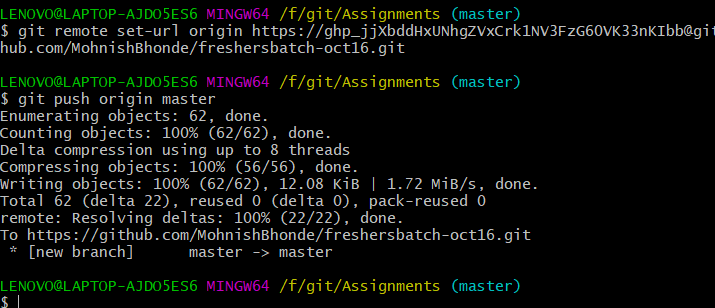 LENOVO@LAPTOP-AJDO5ES6 MINGW64 /f/git/Assignments (master)
$ git remote set-url origin https://ghp_jjXbddHxUNhgZVxCrk1NV3FzG6OVK33nKIbb@git
hub.com/MohnishBhonde/freshersbatch-oct16.git
LENOVO@LAPTOP-AJDO5ES6 MINGW64 /f/git/Assignments (master)
$ git push origin master
Enumerating objects: 62, done.
Counting objects: 100% (62/62), done.
Delta compression using up to 8 threads
Compressing objects: 100% (56/56), done.
Writing objects: 100% (62/62), 12.08 KiB | 1.72 MiB/s, done.
Total 62 (delta 22), reused 0 (delta 0), pack-reused 0
remote: Resolving deltas: 100% (22/22), done.
To https://github.com/MohnishBhonde/freshersbatch-oct16.git
 * [new branch]      master -> master
LENOVO@LAPTOP-AJDO5ES6 MINGW64 /f/git/Assignments (master)
$